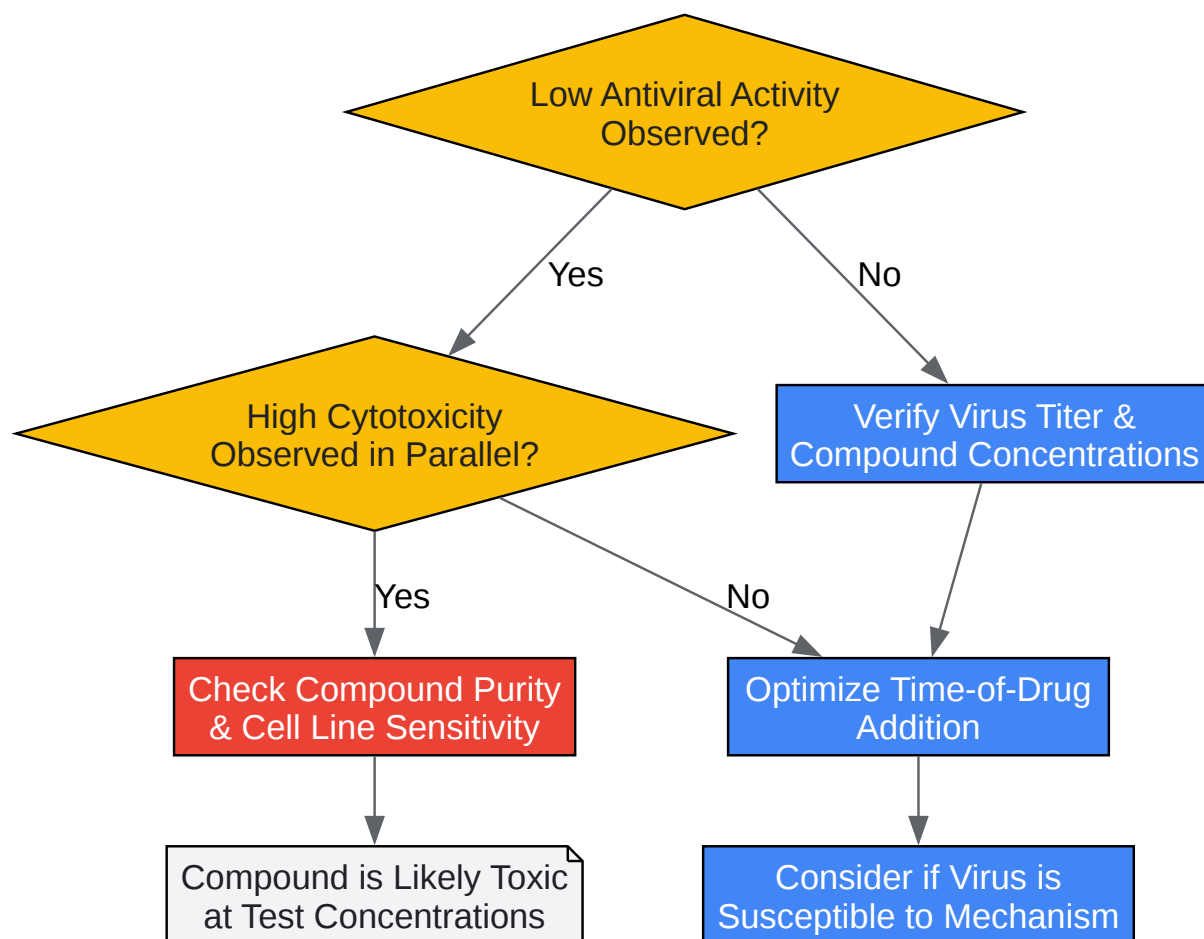 Low Antiviral Activity
Observed?
Yes
No
High Cytotoxicity
Observed in Parallel?
Verify Virus Titer &
Compound Concentrations
Yes
No
Check Compound Purity
& Cell Line Sensitivity
Optimize Time-of-Drug
Addition
Compound is Likely Toxic
at Test Concentrations
Consider if Virus is
Susceptible to Mechanism